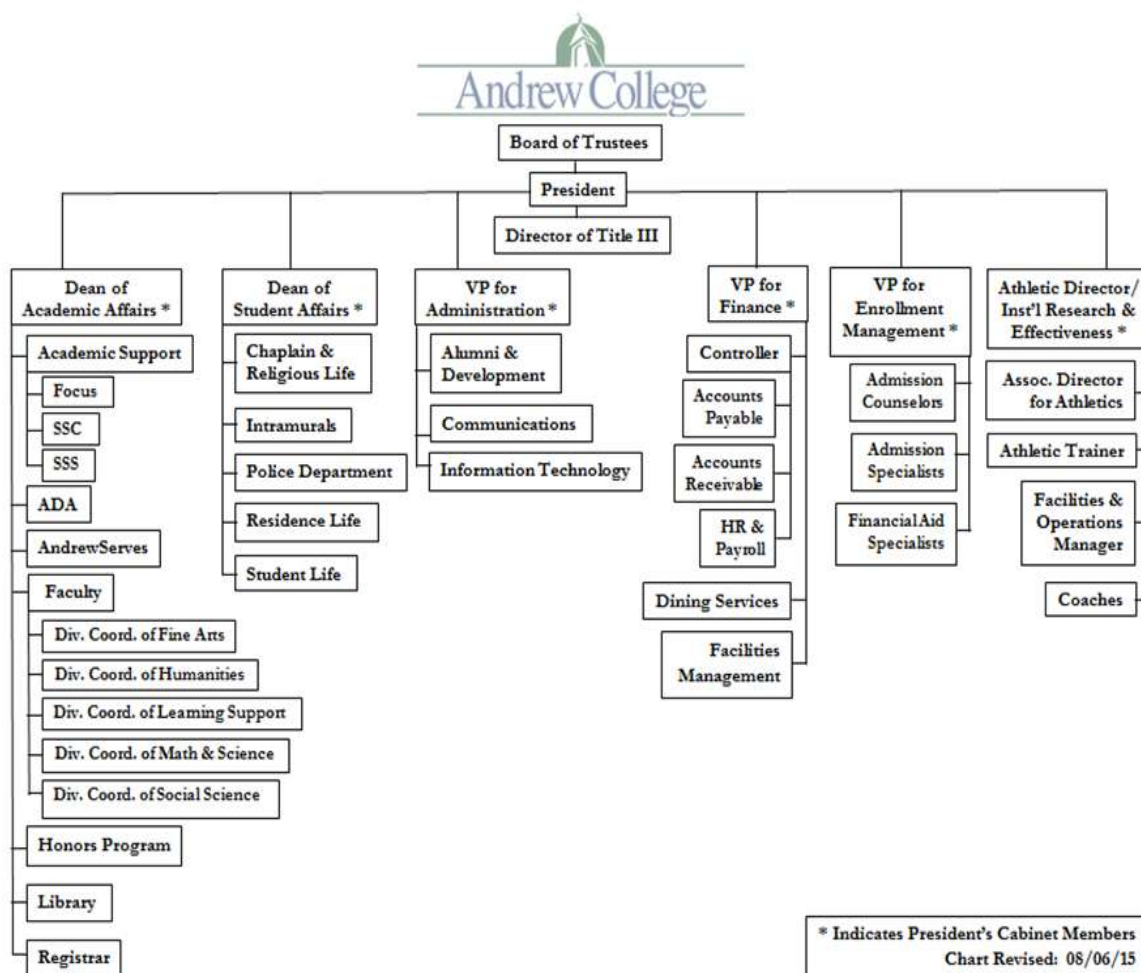 Andrew College
Board of Trustees
President
Director of Title III
Dean of
Academic Affairs *
Academic Support
Focus
SSC
SSS
ADA
AndrewServes
Faculty
Div. Coord. of Fine Arts
Div. Coord. of Humanities
Div. Coord. of Learning Support
Div. Coord. of Math & Science
Div. Coord. of Social Science
Honors Program
Library
Registrar
Dean of
Student Affairs *
Chaplain &
Religious Life
Intramurals
Police Department
Residence Life
Student Life
VP for
Administration *
Alumni &
Development
Communications
Information Technology
VP for
Finance *
Controller
Accounts
Payable
Accounts
Receivable
HR &
Payroll
Dining Services
Facilities
Management
VP for
Enrollment
Management *
Admission
Counselors
Admission
Specialists
Financial Aid
Specialists
Athletic Director/
Inst'l Research &
Effectiveness *
Assoc. Director
for Athletics
Athletic Trainer
Facilities &
Operations
Manager
Coaches
* Indicates President's Cabinet Members
Chart Revised: 08/06/15